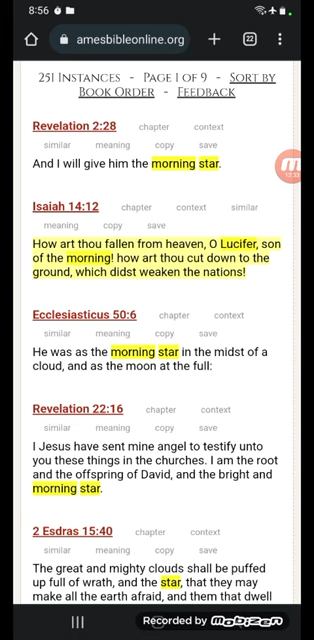 8:56
amesbibleonline.org
22
251 Instances - Page 1 of 9 - Sort by
Book Order - Feedback
Revelation 2:28 chapter context
similar meaning copy save
And I will give him the morning star.
Isaiah 14:12 chapter context similar
meaning copy save
How art thou fallen from heaven, O Lucifer, son
of the morning! how art thou cut down to the
ground, which didst weaken the nations!
Ecclesiasticus 50:6 chapter context
similar meaning copy save
He was as the morning star in the midst of a
cloud, and as the moon at the full:
Revelation 22:16 chapter context
similar meaning copy save
I Jesus have sent mine angel to testify unto
you these things in the churches. I am the root
and the offspring of David, and the bright and
morning star.
2 Esdras 15:40 chapter context
similar meaning copy save
The great and mighty clouds shall be puffed
up full of wrath, and the star, that they may
make all the earth afraid, and them that dwell
Recorded by Mobizen